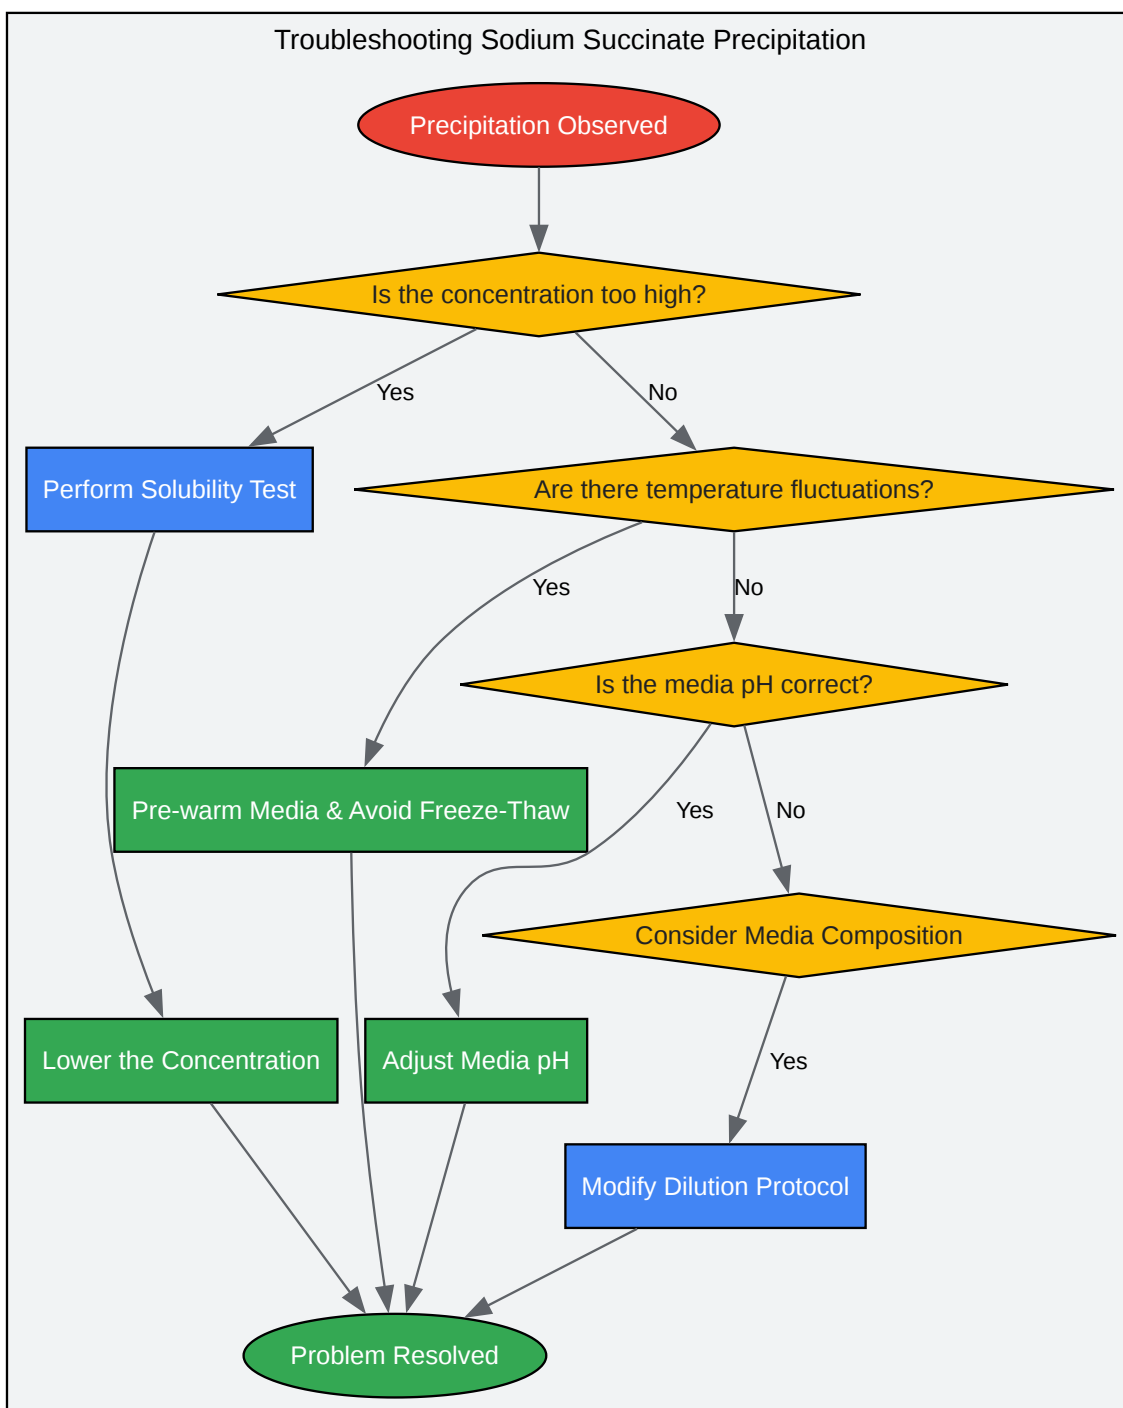 Troubleshooting Sodium Succinate Precipitation
Precipitation Observed
Is the concentration too high?
Yes
No
Perform Solubility Test
Are there temperature fluctuations?
Yes
No
Is the media pH correct?
Pre-warm Media & Avoid Freeze-Thaw
Yes
No
Consider Media Composition
Lower the Concentration
Adjust Media pH
Yes
Modify Dilution Protocol
Problem Resolved